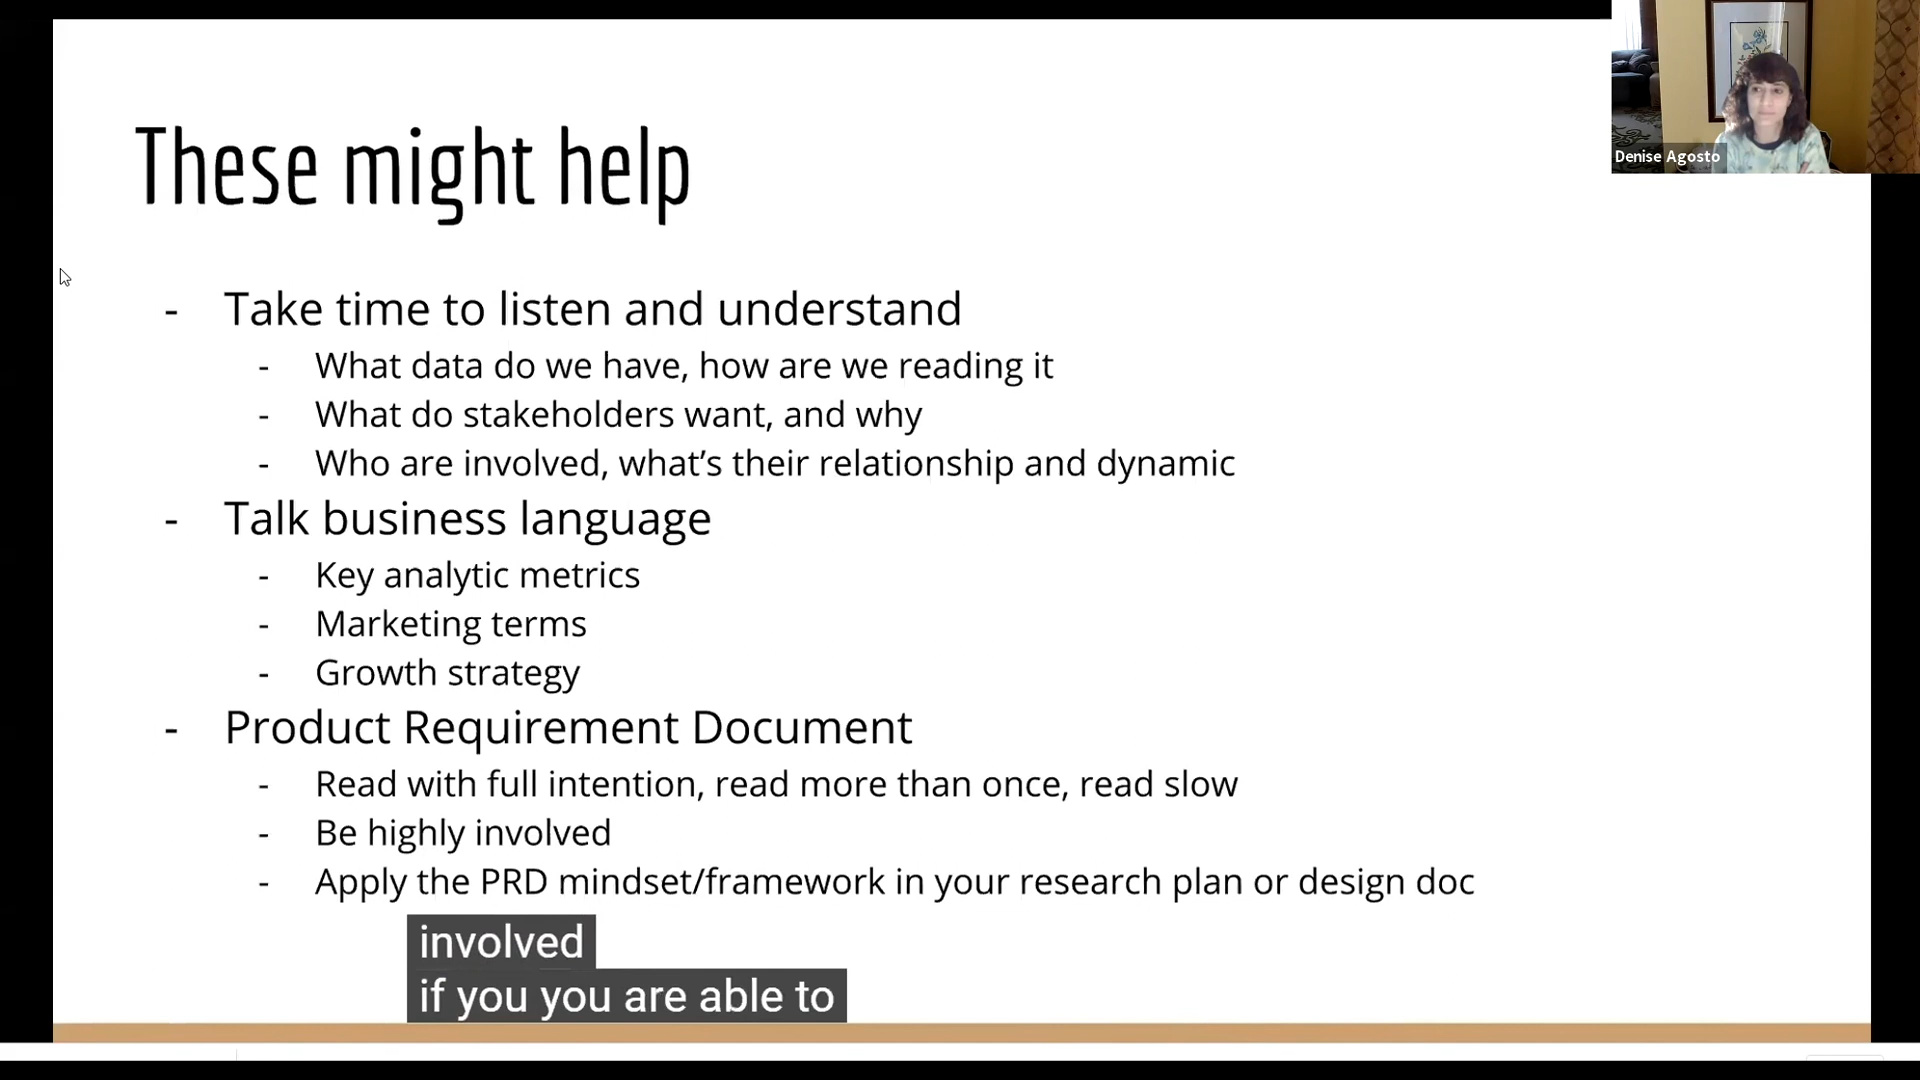 These might help
Denise Agosto
- Take time to listen and understand
- What data do we have, how are we reading it
- What do stakeholders want, and why
- Who are involved, what’s their relationship and dynamic
- Talk business language
- Key analytic metrics
- Marketing terms
- Growth strategy
- Product Requirement Document
- Read with full intention, read more than once, read slow
- Be highly involved
- Apply the PRD mindset/framework in your research plan or design doc
involved
if you you are able to